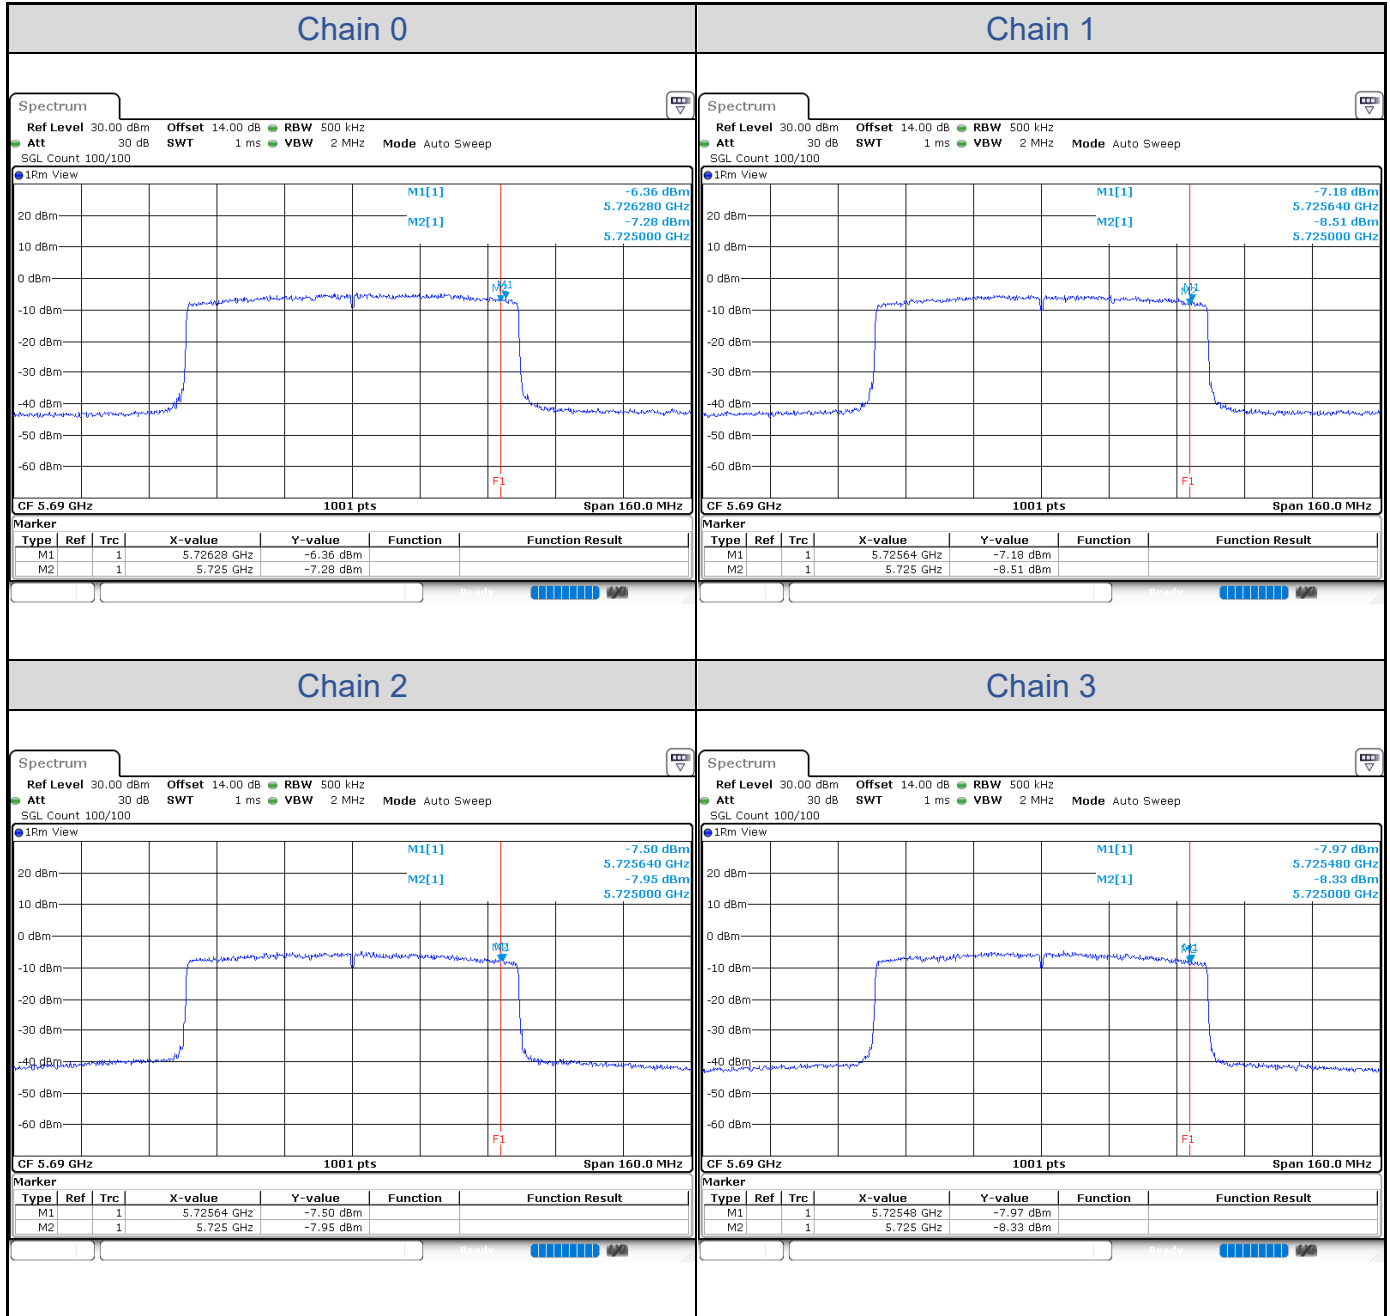 Chain 0
Chain 1
Spectrum
Ref Level 30.00 dBm Offset 14.00 dB RBW 500 kHz
Att 30 dB SWT 1 ms VBW 2 MHz Mode Auto Sweep
SGL Count 100/100
1Rm View
M1[1] -6.36 dBm
5.726280 GHz
M2[1] -7.28 dBm
5.725000 GHz
20 dBm
10 dBm
0 dBm
M2 M1
-10 dBm
-20 dBm
-30 dBm
-40 dBm
-50 dBm
-60 dBm
F1
CF 5.69 GHz 1001 pts Span 160.0 MHz
Marker
Type Ref Trc X-value Y-value Function Function Result
M1 1 5.72628 GHz -6.36 dBm
M2 1 5.725 GHz -7.28 dBm
Ready
Spectrum
Ref Level 30.00 dBm Offset 14.00 dB RBW 500 kHz
Att 30 dB SWT 1 ms VBW 2 MHz Mode Auto Sweep
SGL Count 100/100
1Rm View
M1[1] -7.18 dBm
5.725640 GHz
M2[1] -8.51 dBm
5.725000 GHz
20 dBm
10 dBm
0 dBm
M1
M2
-10 dBm
-20 dBm
-30 dBm
-40 dBm
-50 dBm
-60 dBm
F1
CF 5.69 GHz 1001 pts Span 160.0 MHz
Marker
Type Ref Trc X-value Y-value Function Function Result
M1 1 5.72564 GHz -7.18 dBm
M2 1 5.725 GHz -8.51 dBm
Ready
Chain 2
Chain 3
Spectrum
Ref Level 30.00 dBm Offset 14.00 dB RBW 500 kHz
Att 30 dB SWT 1 ms VBW 2 MHz Mode Auto Sweep
SGL Count 100/100
1Rm View
M1[1] -7.50 dBm
5.725640 GHz
M2[1] -7.95 dBm
5.725000 GHz
20 dBm
10 dBm
0 dBm
M2 M1
-10 dBm
-20 dBm
-30 dBm
-40 dBm
-50 dBm
-60 dBm
F1
CF 5.69 GHz 1001 pts Span 160.0 MHz
Marker
Type Ref Trc X-value Y-value Function Function Result
M1 1 5.72564 GHz -7.50 dBm
M2 1 5.725 GHz -7.95 dBm
Ready
Spectrum
Ref Level 30.00 dBm Offset 14.00 dB RBW 500 kHz
Att 30 dB SWT 1 ms VBW 2 MHz Mode Auto Sweep
SGL Count 100/100
1Rm View
M1[1] -7.97 dBm
5.725480 GHz
M2[1] -8.33 dBm
5.725000 GHz
20 dBm
10 dBm
0 dBm
M1
M2
-10 dBm
-20 dBm
-30 dBm
-40 dBm
-50 dBm
-60 dBm
F1
CF 5.69 GHz 1001 pts Span 160.0 MHz
Marker
Type Ref Trc X-value Y-value Function Function Result
M1 1 5.72548 GHz -7.97 dBm
M2 1 5.725 GHz -8.33 dBm
Ready